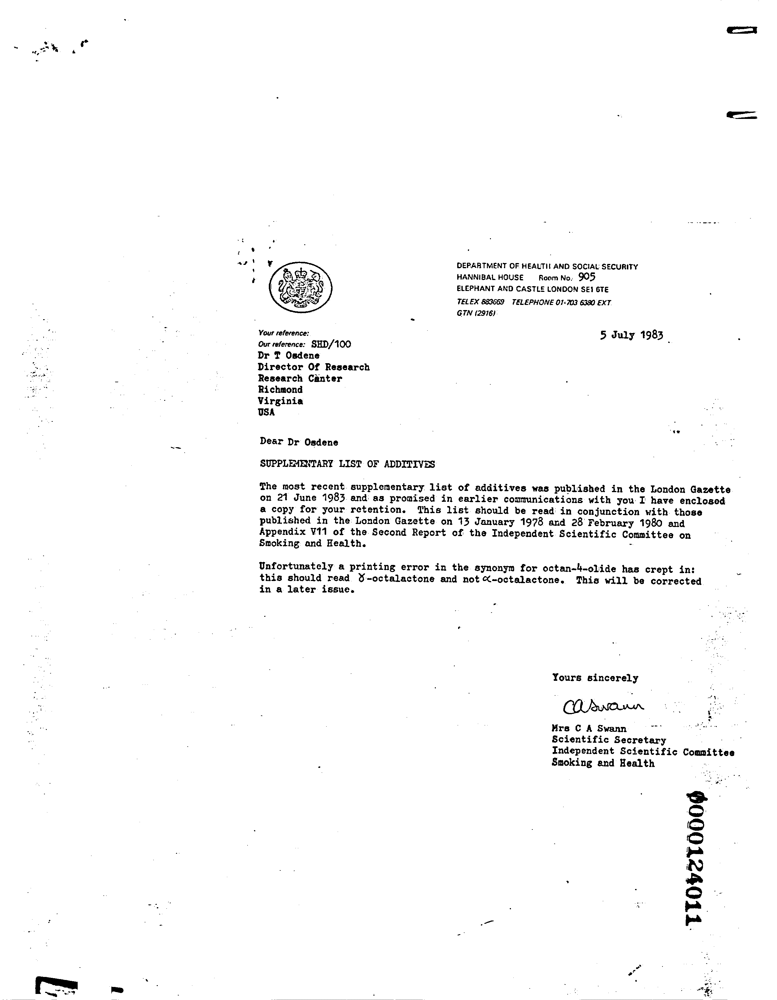 DEPARTMENT OF HEALTH AND SOCIAL SECURITY
HANNIBAL HOUSE Room No. 905
ELEPHANT AND CASTLE LONDON SE1 6TE
TELEX 883669 TELEPHONE 01-703 6380 EXT
GTN (2916)
5 July 1983
Your reference:
Our reference: SHD/100
Dr T Osdene
Director Of Research
Research Canter
Richmond
Virginia
USA
Dear Dr Osdene
SUPPLEMENTARY LIST OF ADDITIVES
The most recent supplementary list of additives was published in the London Gazette
on 21 June 1983 and as promised in earlier communications with you I have enclosed
a copy for your retention. This list should be read in conjunction with those
published in the London Gazette on 13 January 1978 and 28 February 1980 and
Appendix V11 of the Second Report of the Independent Scientific Committee on
Smoking and Health.
Unfortunately a printing error in the synonym for octan-4-olide has crept in:
this should read γ-octalactone and not ∝-octalactone. This will be corrected
in a later issue.
Yours sincerely
CASwann
Mrs C A Swann
Scientific Secretary
Independent Scientific Committee
Smoking and Health
0000124011